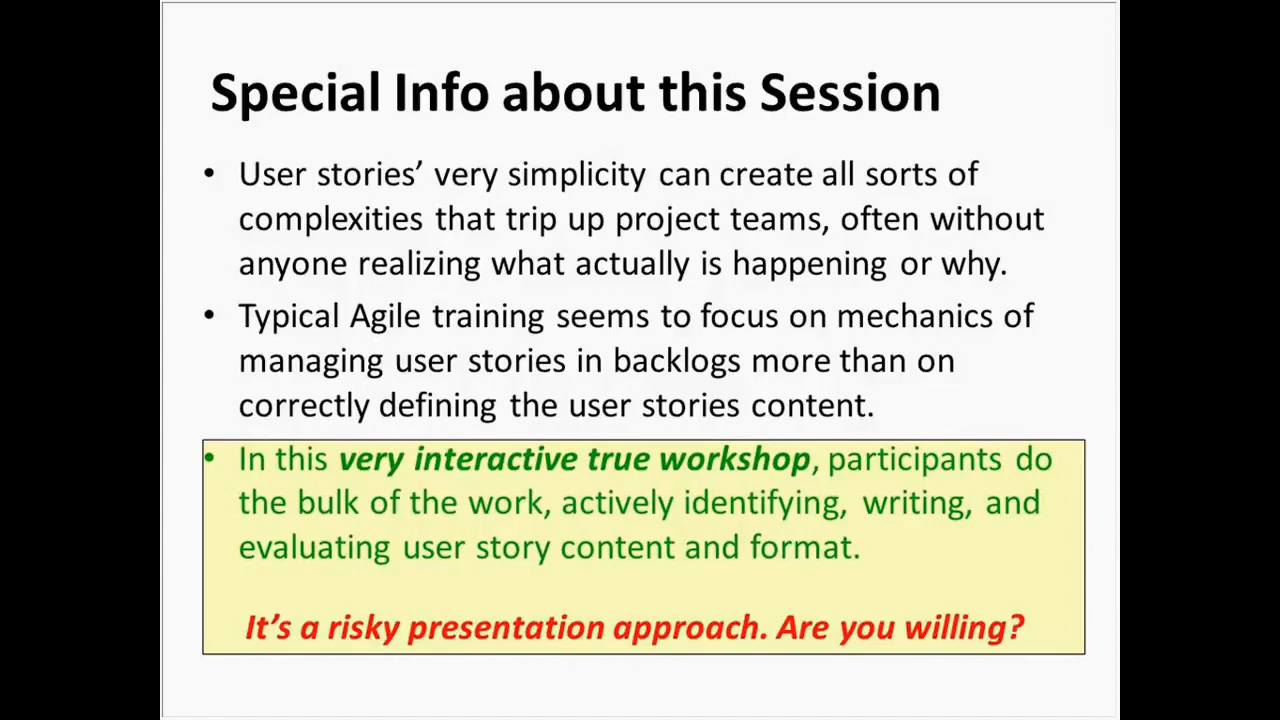 Special Info about this Session
• User stories’ very simplicity can create all sorts of
complexities that trip up project teams, often without
anyone realizing what actually is happening or why.
• Typical Agile training seems to focus on mechanics of
managing user stories in backlogs more than on
correctly defining the user stories content.
• In this very interactive true workshop, participants do
the bulk of the work, actively identifying, writing, and
evaluating user story content and format.
It’s a risky presentation approach. Are you willing?